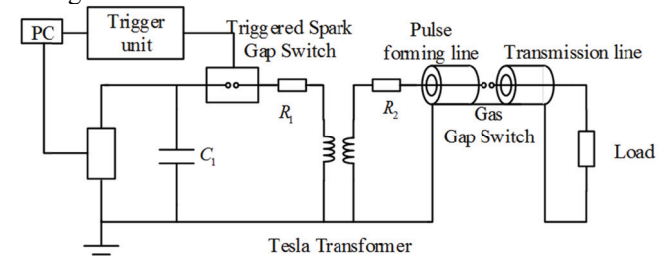 PC
Trigger
unit
Triggered Spark
Gap Switch
Pulse
forming line
Transmission line
R1
R2
Gas
Gap Switch
C1
Load
Tesla Transformer